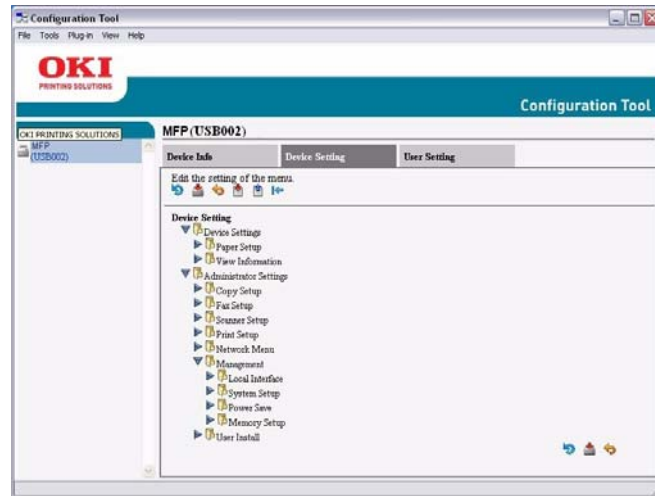 Configuration Tool
File Tools Plug-in View Help
OKI
PRINTING SOLUTIONS
Configuration Tool
OKI PRINTING SOLUTIONS
MFP
(USB002)
MFP(USB002)
Device Info Device Setting User Setting
Edit the setting of the menu.
Device Setting
Device Settings
Paper Setup
View Information
Administrator Settings
Copy Setup
Fax Setup
Scanner Setup
Print Setup
Network Menu
Management
Local Interface
System Setup
Power Save
Memory Setup
User Install